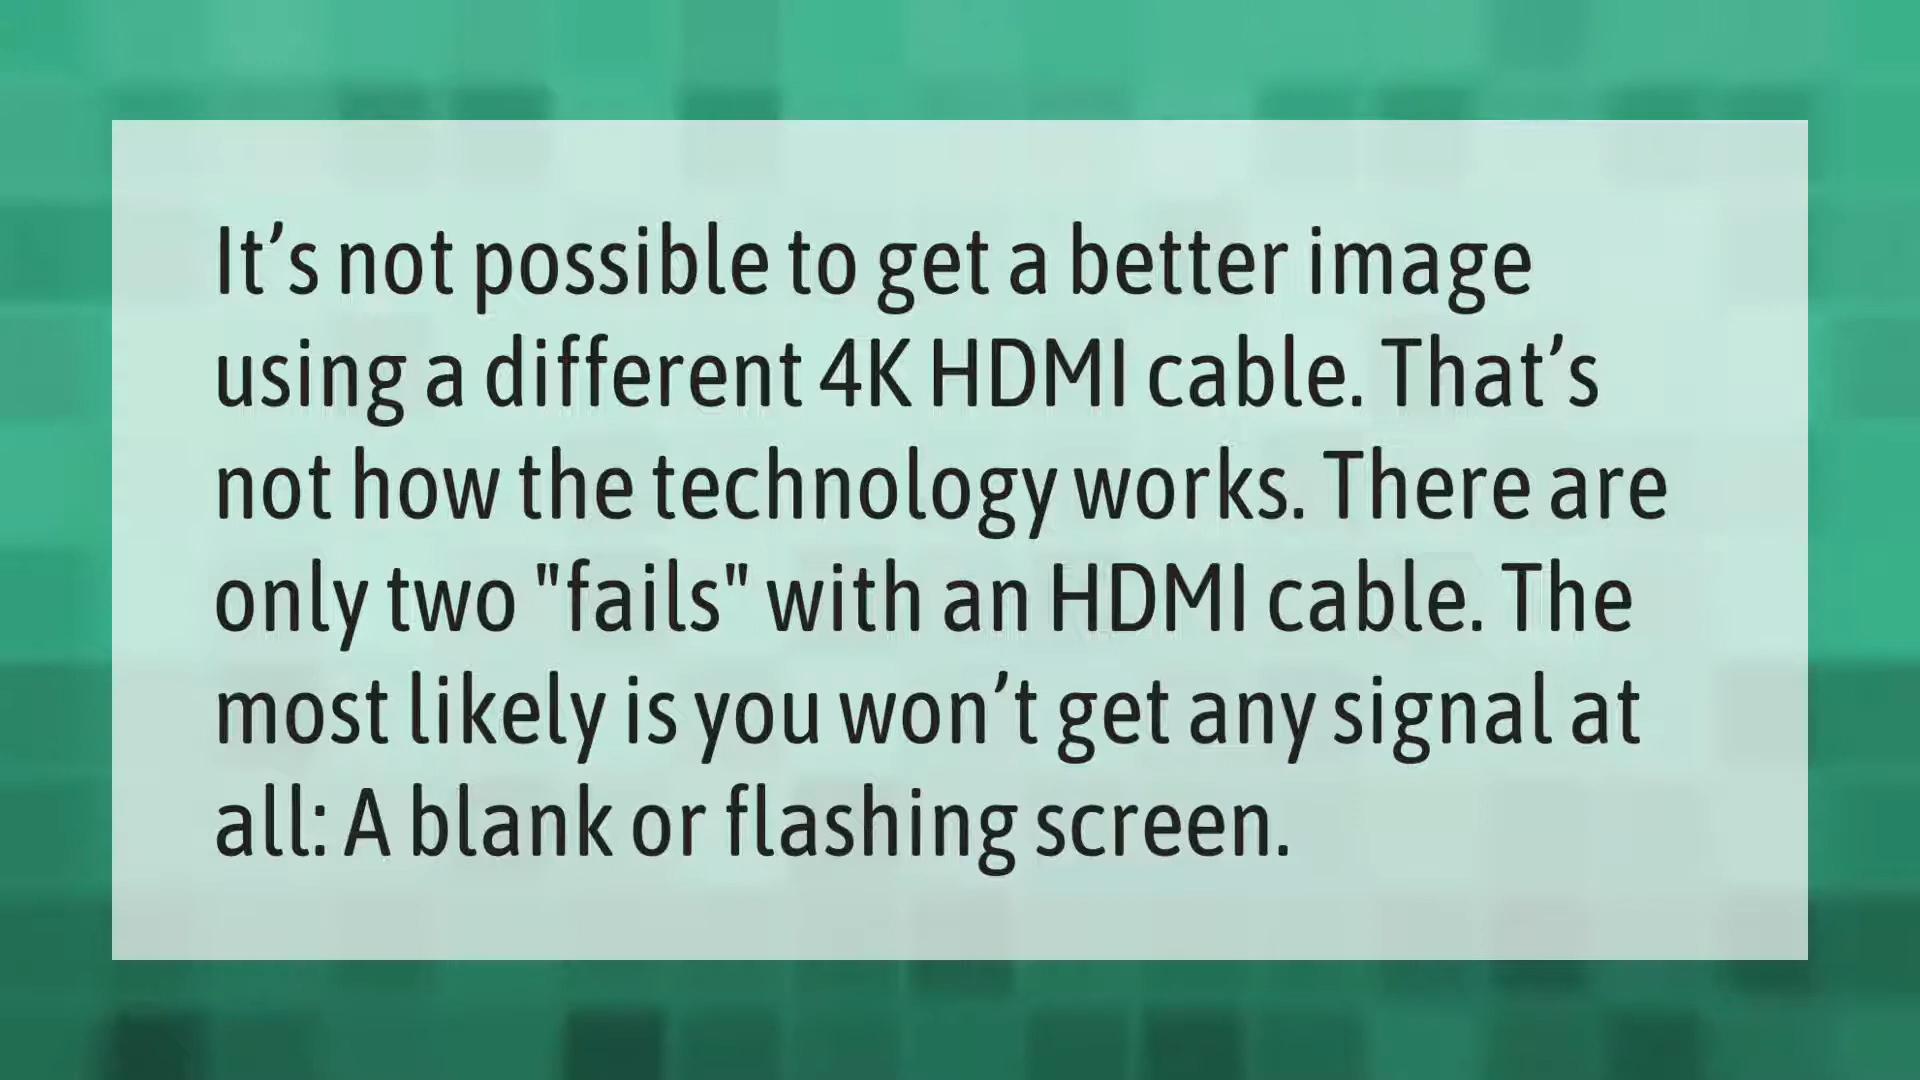 It’s not possible to get a better image
using a different 4K HDMI cable. That’s
not how the technology works. There are
only two "fails" with an HDMI cable. The
most likely is you won’t get any signal at
all: A blank or flashing screen.